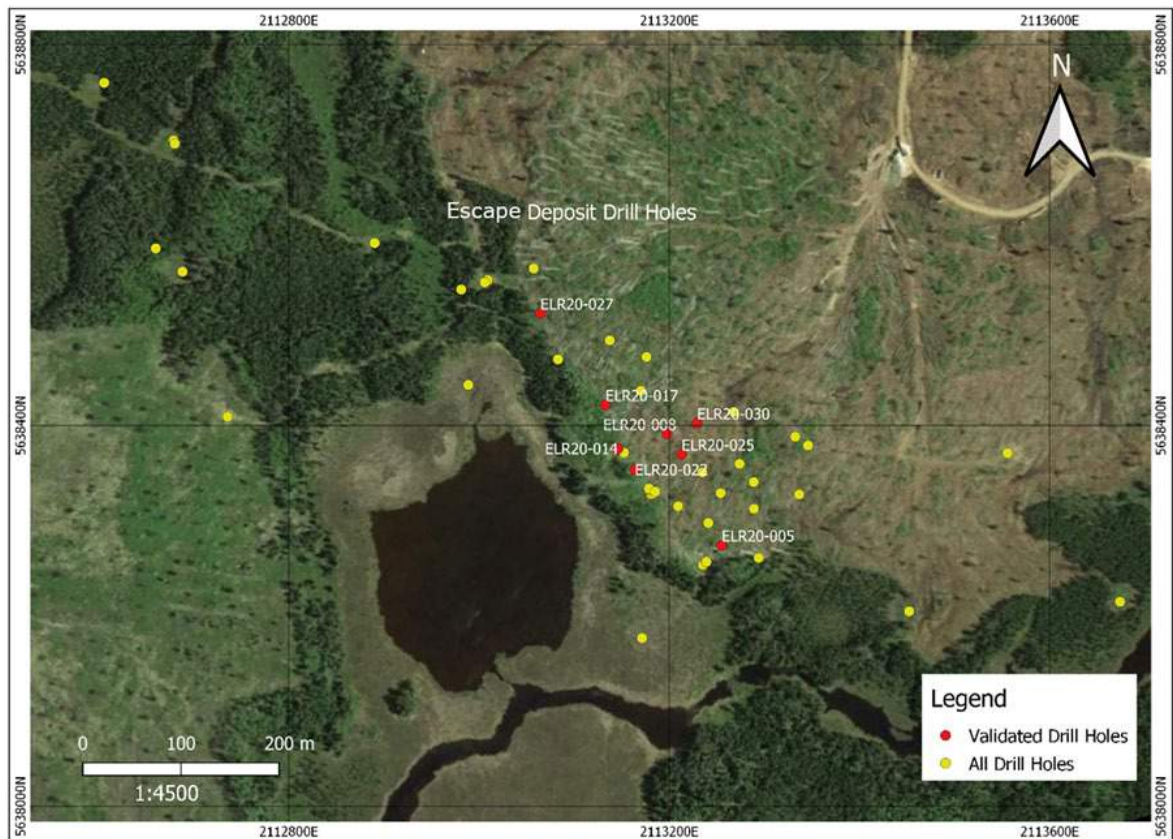 2112800E 2113200E 2113600E
5638800N 5638800N
N
Escape Deposit Drill Holes
ELR20-027
ELR20-017
ELR20-030
ELR20-008
5638400N 5638400N
ELR20-014 ELR20-025
ELR20-022
ELR20-005
Legend
Validated Drill Holes
All Drill Holes
0 100 200 m
1:4500
5638000N 5638000N
2112800E 2113200E 2113600E